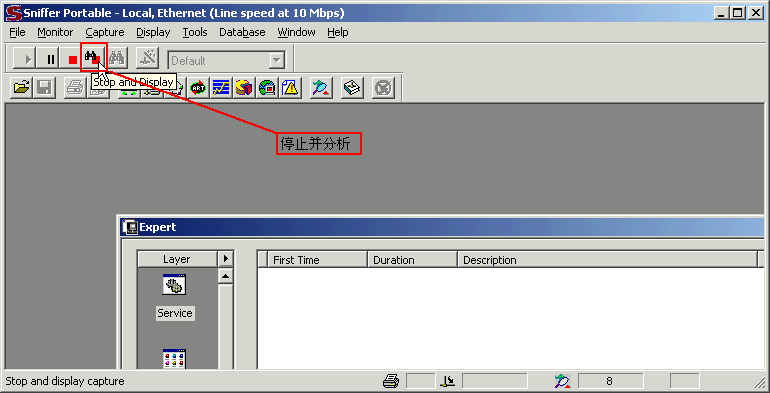 Sniffer Portable - Local, Ethernet (Line speed at 10 Mbps)
File Monitor Capture Display Tools Database Window Help
Default
Stop and Display
ART
停止并分析
Expert
Layer First Time Duration Description
Service
Stop and display capture 8